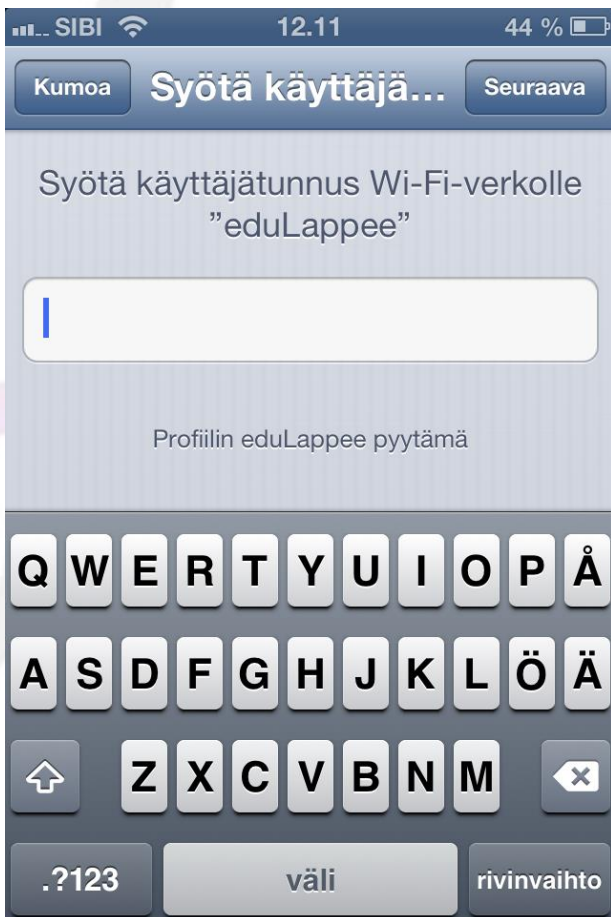 SIBI 12.11 44 %
Kumoa Syötä käyttäjä... Seuraava
Syötä käyttäjätunnus Wi-Fi-verkolle
”eduLappee”
Profiilin eduLappee pyytämä
Q W E R T Y U I O P Å
A S D F G H J K L Ö Ä
Z X C V B N M
.?123 väli rivinvaihto